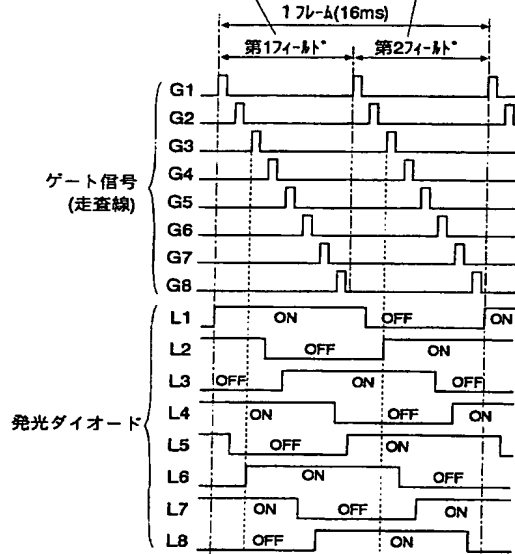 1フレーム(16ms)
第1フィールド 第2フィールド
G1
G2
G3
G4
G5
G6
G7
G8
ゲート信号
(走査線)
L1 ON OFF ON
L2 OFF ON
L3 OFF ON OFF
L4 ON OFF ON
L5 OFF ON
L6 ON OFF
L7 ON OFF ON
L8 OFF ON
発光ダイオード